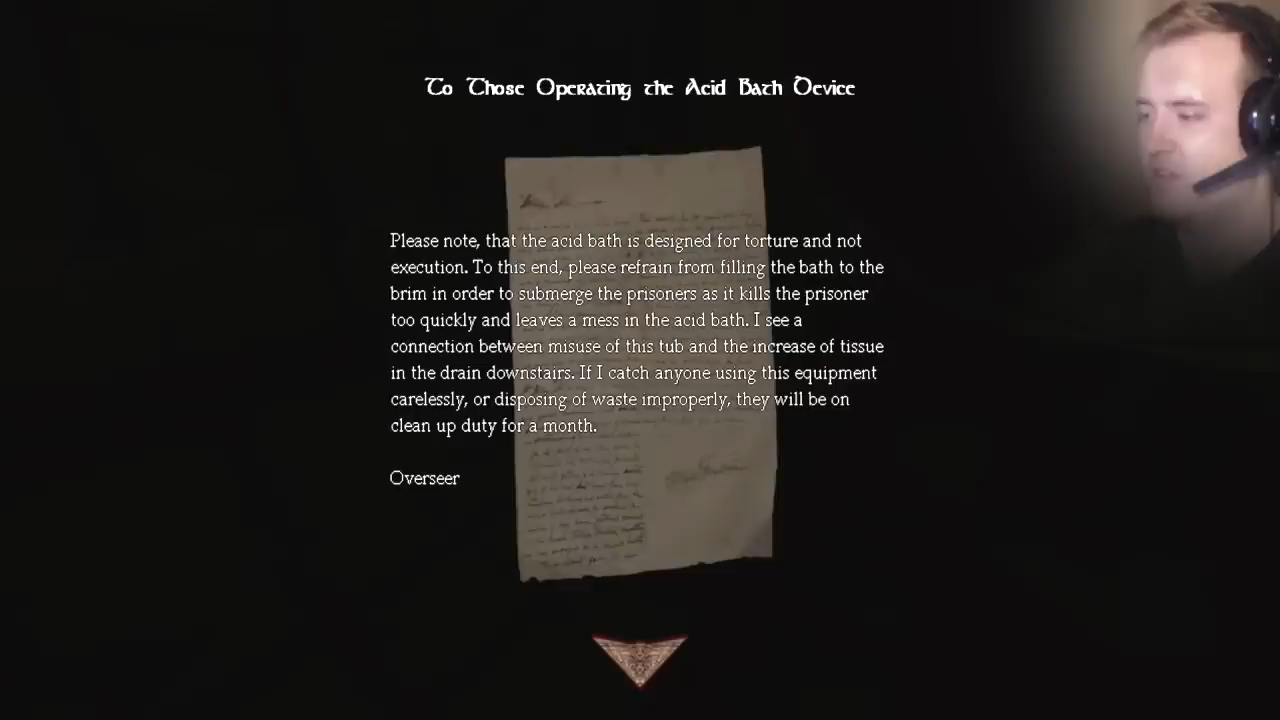 To Those Operating the Acid Bath Device
Please note, that the acid bath is designed for torture and not
execution. To this end, please refrain from filling the bath to the
brim in order to submerge the prisoners as it kills the prisoner
too quickly and leaves a mess in the acid bath. I see a
connection between misuse of this tub and the increase of tissue
in the drain downstairs. If I catch anyone using this equipment
carelessly, or disposing of waste improperly, they will be on
clean up duty for a month.
Overseer